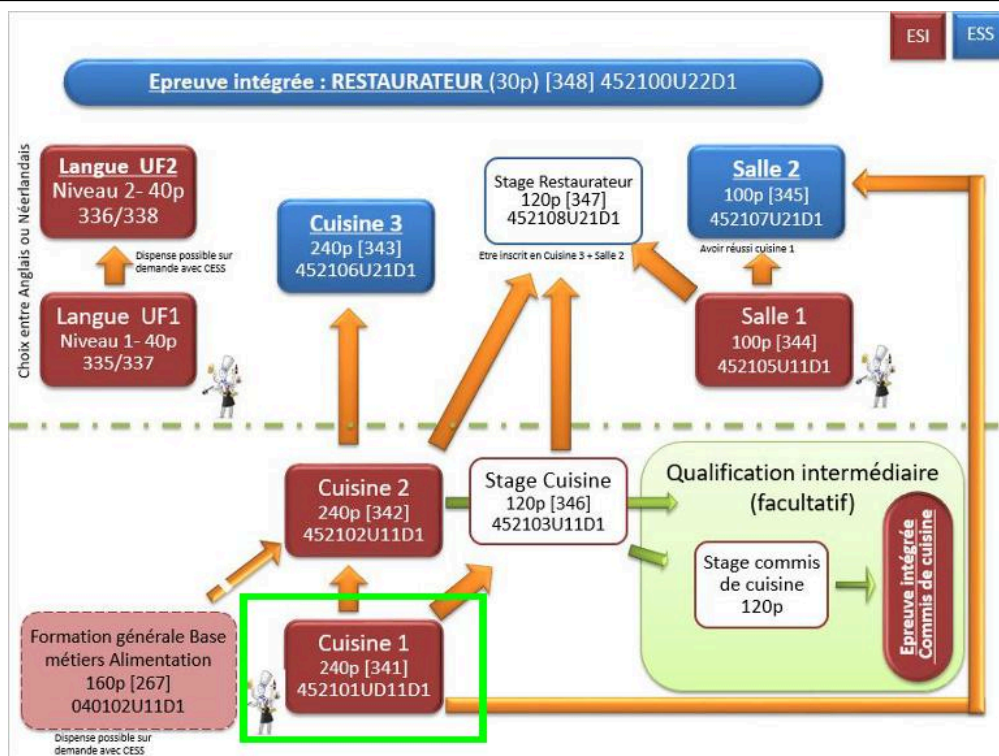 ESI
ESS
Epreuve intégrée : RESTAURATEUR (30p) [348] 452100U22D1
Choix entre Anglais ou Néerlandais
Langue UF2
Niveau 2- 40p
336/338
Dispense possible sur
demande avec CESS
Langue UF1
Niveau 1- 40p
335/337
Cuisine 3
240p [343]
452106U21D1
Stage Restaurateur
120p [347]
452108U21D1
Etre inscrit en Cuisine 3 + Salle 2
Salle 2
100p [345]
452107U21D1
Avoir réussi cuisine 1
Salle 1
100p [344]
452105U11D1
Cuisine 2
240p [342]
452102U11D1
Stage Cuisine
120p [346]
452103U11D1
Qualification intermédiaire
(facultatif)
Stage commis
de cuisine
120p
Epreuve intégrée
Commis de cuisine
Formation générale Base
métiers Alimentation
160p [267]
040102U11D1
Dispense possible sur
demande avec CESS
Cuisine 1
240p [341]
452101UD11D1